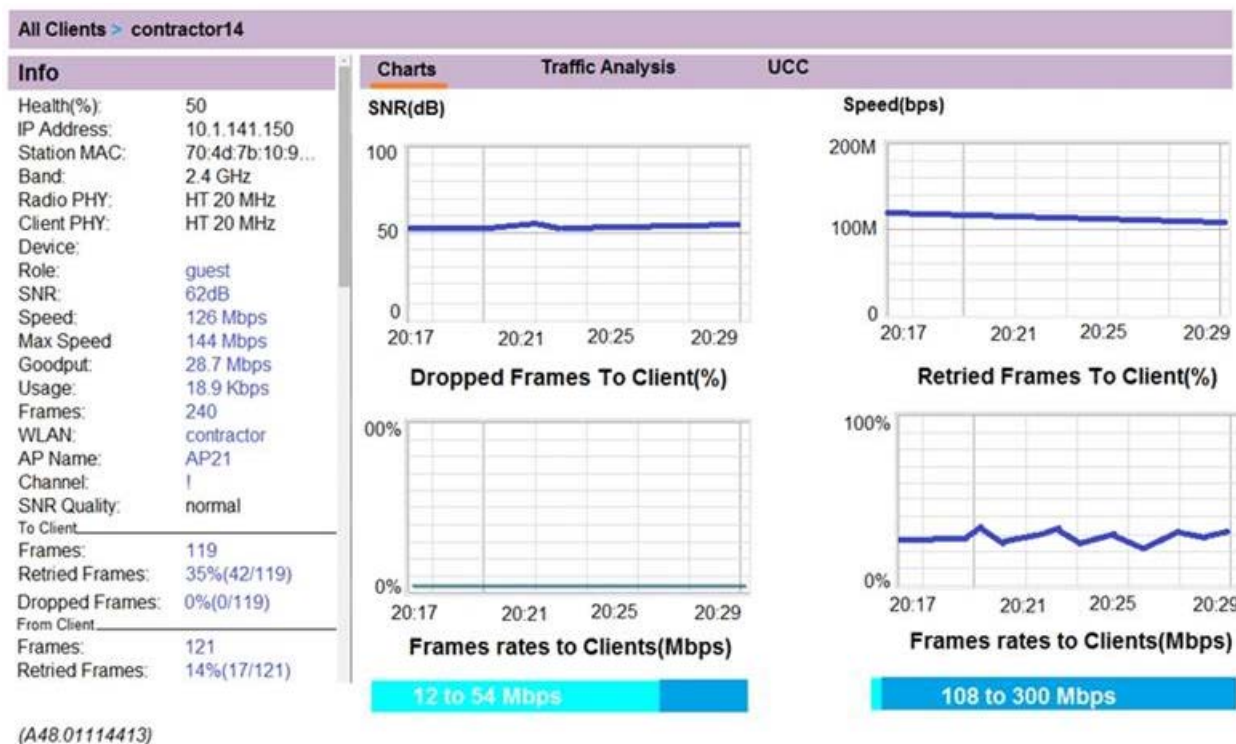 All Clients > contractor14
Info
Health(%): 50
IP Address: 10.1.141.150
Station MAC: 70:4d:7b:10:9...
Band: 2.4 GHz
Radio PHY: HT 20 MHz
Client PHY: HT 20 MHz
Device:
Role: guest
SNR: 62dB
Speed: 126 Mbps
Max Speed 144 Mbps
Goodput: 28.7 Mbps
Usage: 18.9 Kbps
Frames: 240
WLAN: contractor
AP Name: AP21
Channel: !
SNR Quality: normal
To Client
Frames: 119
Retried Frames: 35%(42/119)
Dropped Frames: 0%(0/119)
From Client
Frames: 121
Retried Frames: 14%(17/121)
(A48.01114413)
Charts Traffic Analysis UCC
SNR(dB)
100
50
0
20:17 20:21 20:25 20:29
Speed(bps)
200M
100M
0
20:17 20:21 20:25 20:29
Dropped Frames To Client(%)
00%
0%
20:17 20:21 20:25 20:29
Retried Frames To Client(%)
100%
0%
20:17 20:21 20:25 20:29
Frames rates to Clients(Mbps)
12 to 54 Mbps
Frames rates to Clients(Mbps)
108 to 300 Mbps